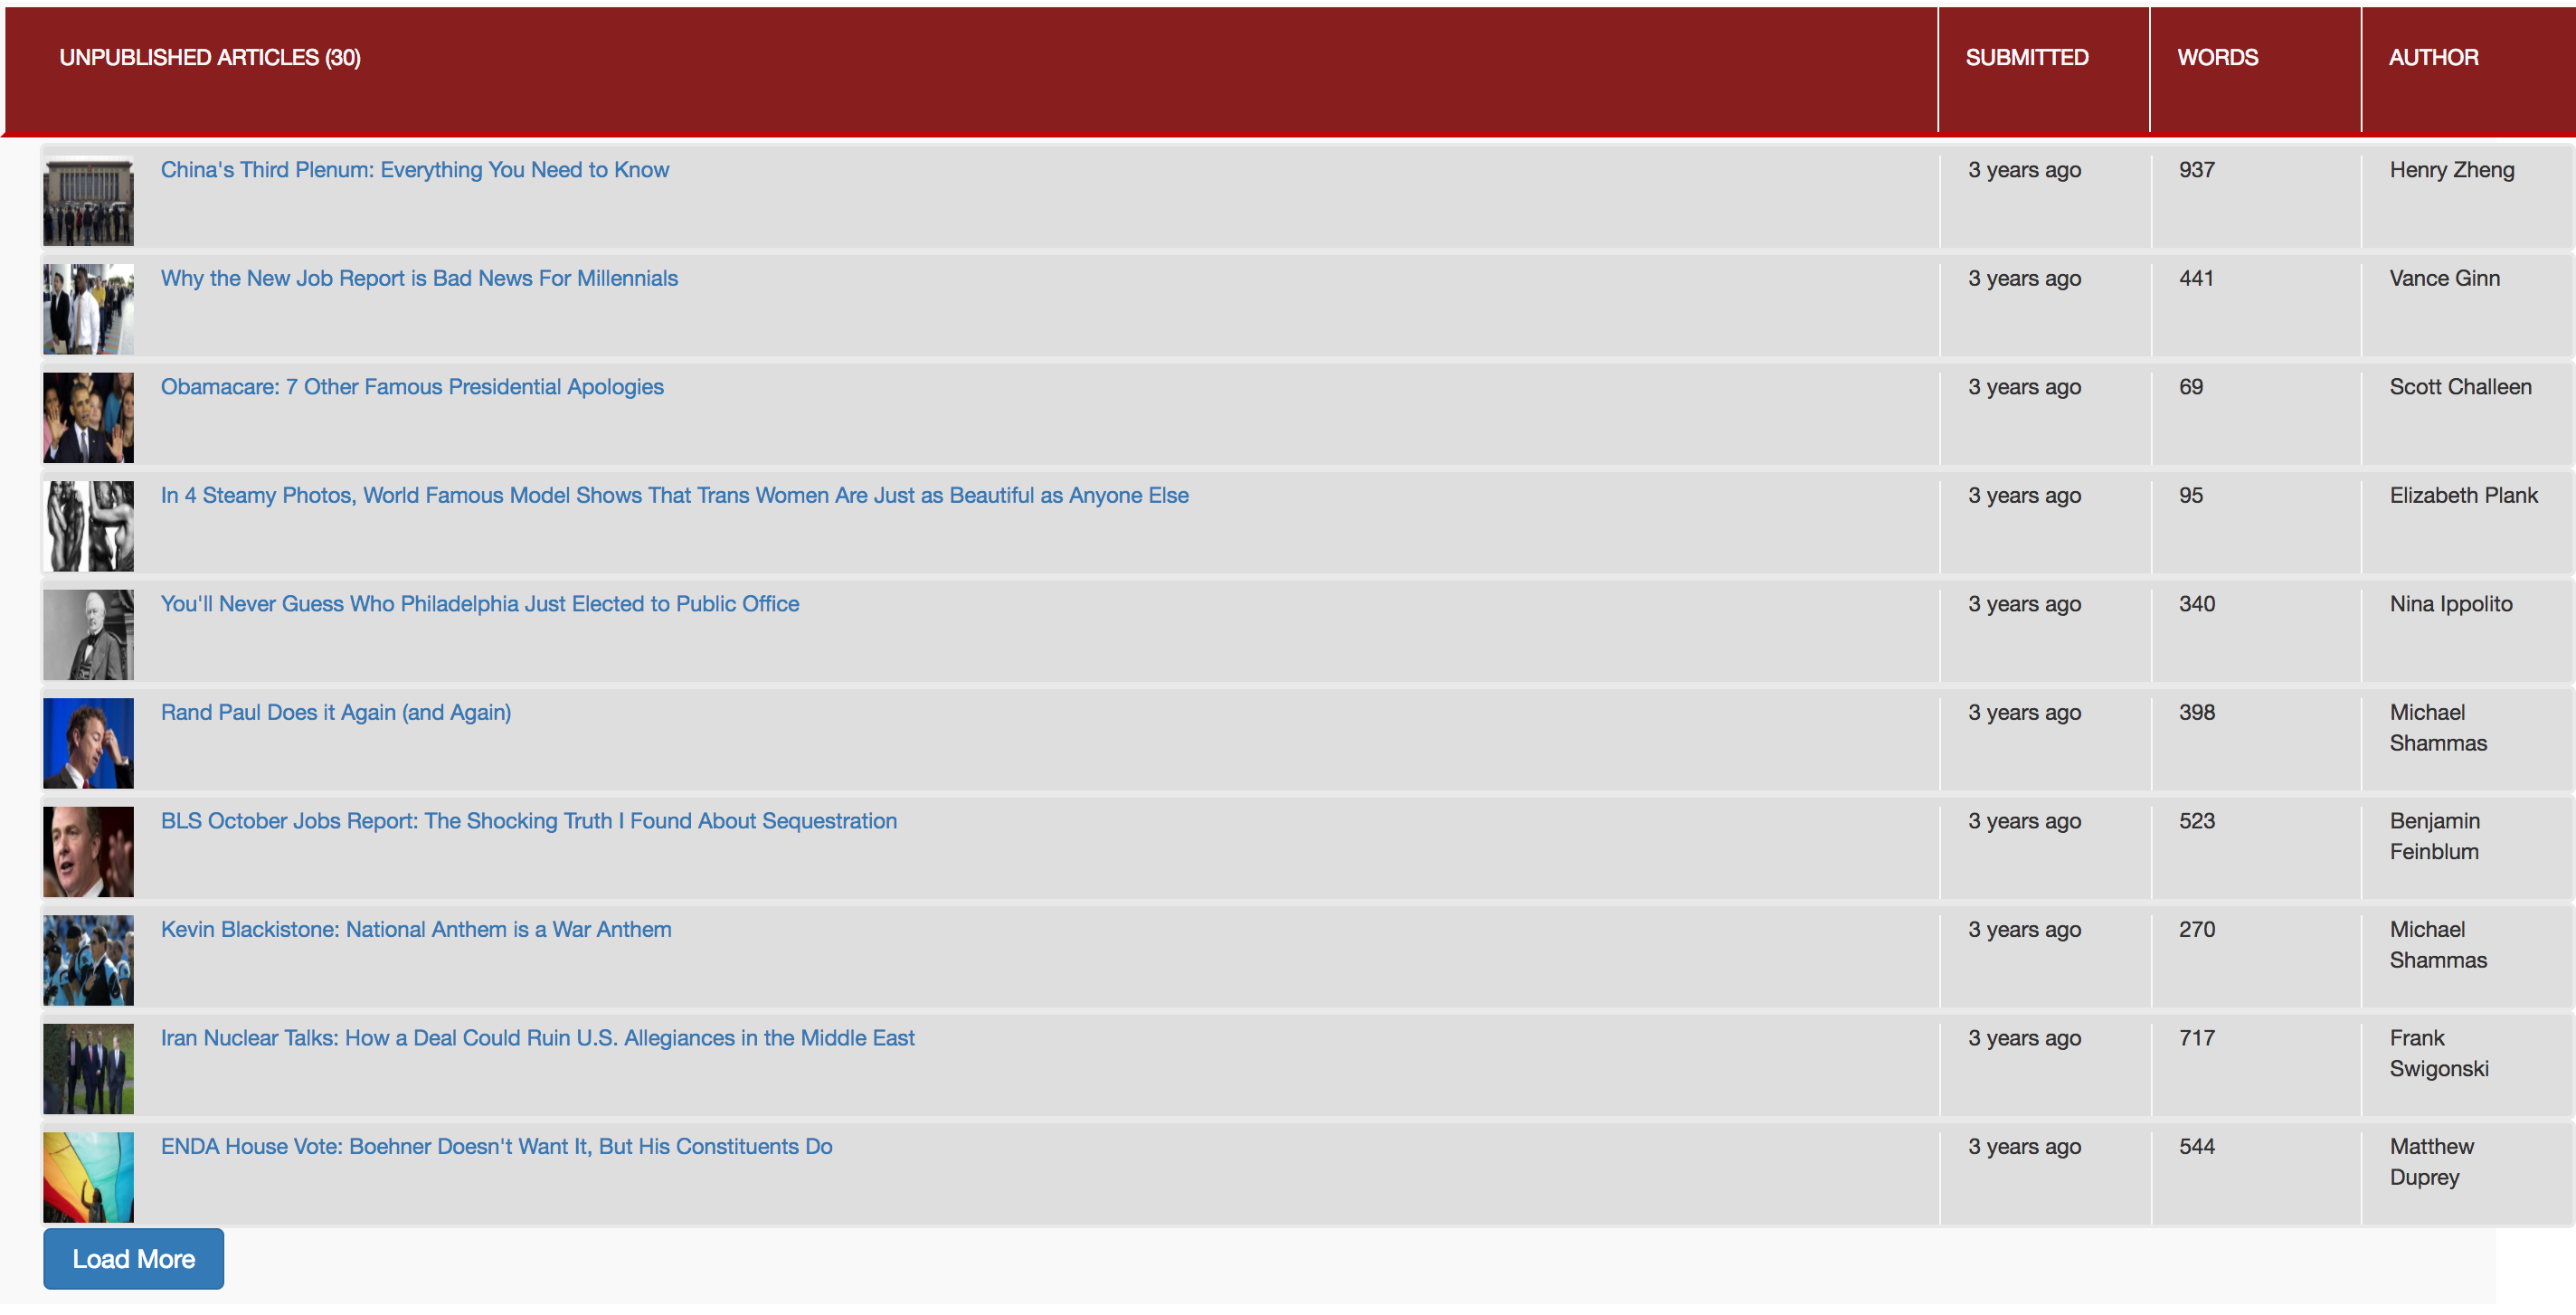 UNPUBLISHED ARTICLES (30) SUBMITTED WORDS AUTHOR
China's Third Plenum: Everything You Need to Know 3 years ago 937 Henry Zheng
Why the New Job Report is Bad News For Millennials 3 years ago 441 Vance Ginn
Obamacare: 7 Other Famous Presidential Apologies 3 years ago 69 Scott Challeen
In 4 Steamy Photos, World Famous Model Shows That Trans Women Are Just as Beautiful as Anyone Else 3 years ago 95 Elizabeth Plank
You'll Never Guess Who Philadelphia Just Elected to Public Office 3 years ago 340 Nina Ippolito
Rand Paul Does it Again (and Again) 3 years ago 398 Michael
Shammas
BLS October Jobs Report: The Shocking Truth I Found About Sequestration 3 years ago 523 Benjamin
Feinblum
Kevin Blackistone: National Anthem is a War Anthem 3 years ago 270 Michael
Shammas
Iran Nuclear Talks: How a Deal Could Ruin U.S. Allegiances in the Middle East 3 years ago 717 Frank
Swigonski
ENDA House Vote: Boehner Doesn't Want It, But His Constituents Do 3 years ago 544 Matthew
Duprey
Load More